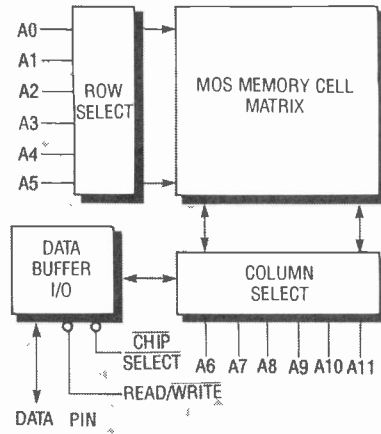 A0
A1
A2
A3
A4
A5
ROW
SELECT
MOS MEMORY CELL
MATRIX
DATA
BUFFER
I/O
COLUMN
SELECT
CHIP
SELECT
A6 A7 A8 A9 A10 A11
READ/WRITE
DATA PIN